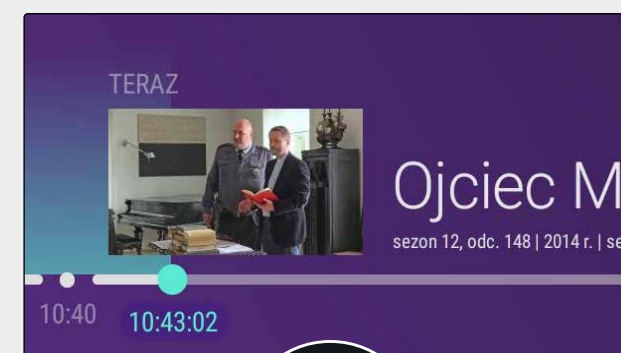 TERAZ
Ojciec M
sezon 12, odc. 148 | 2014 r. | se
10:40
10:43:02